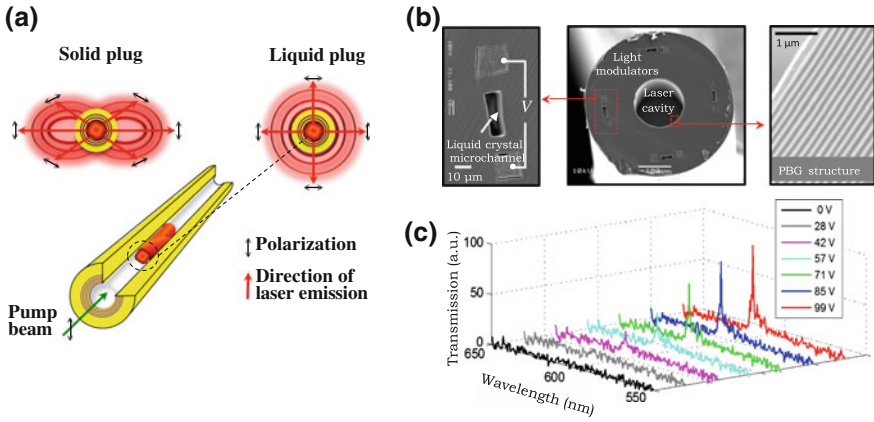 (a)
Solid plug
Liquid plug
Polarization
Direction of
laser emission
Pump
beam
(b)
V
Liquid crystal
microchannel
10 μm
Light
modulators
Laser
cavity
10kV
100μm
1 μm
PBG structure
(c)
Transmission (a.u.)
100
50
0
650
600
550
Wavelength (nm)
0 V
28 V
42 V
57 V
71 V
85 V
99 V